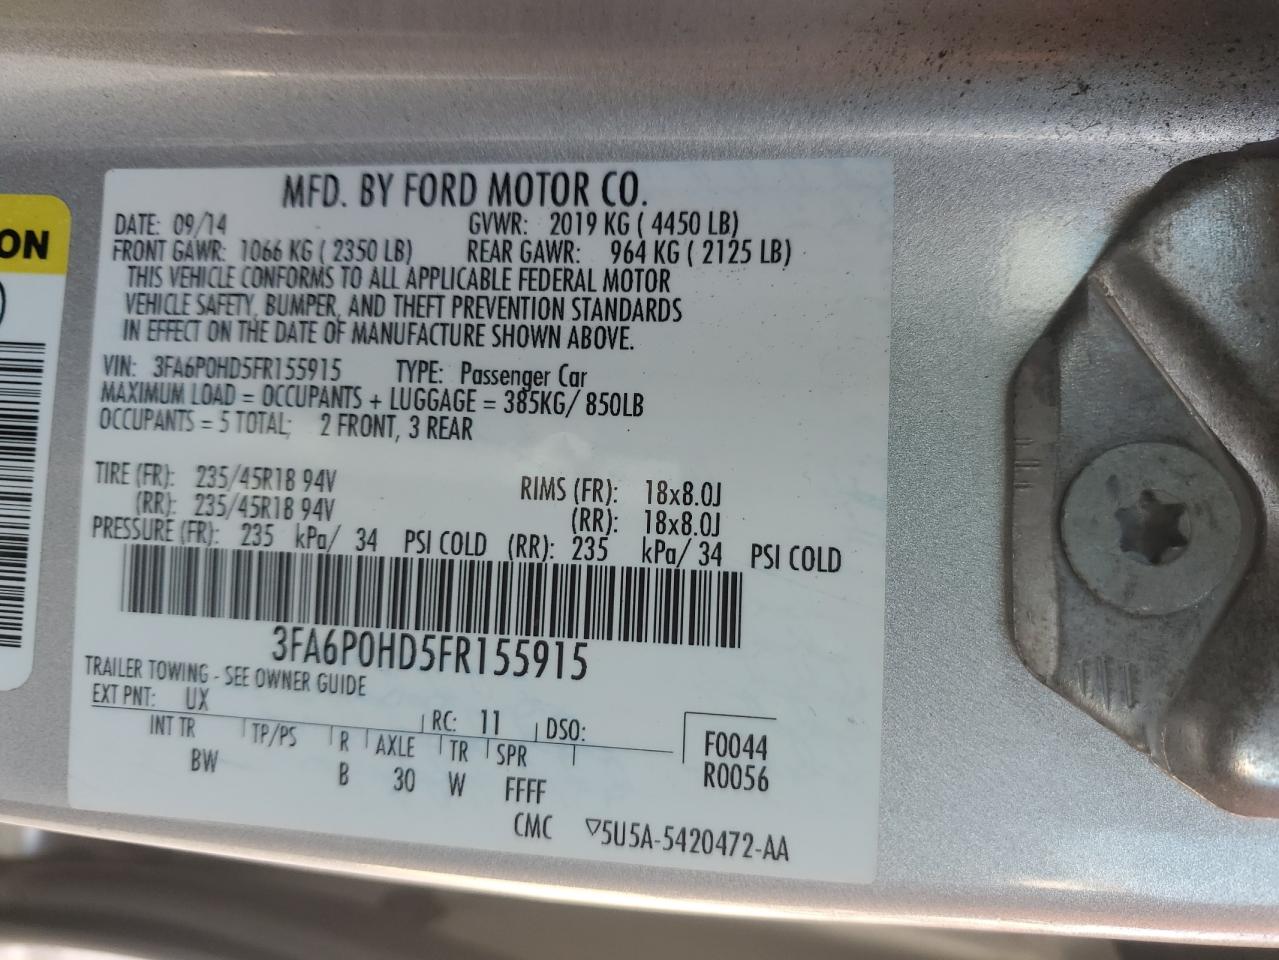 ON
MFD. BY FORD MOTOR CO.
DATE: 09/14 GVWR: 2019 KG ( 4450 LB)
FRONT GAWR: 1066 KG ( 2350 LB) REAR GAWR: 964 KG ( 2125 LB)
THIS VEHICLE CONFORMS TO ALL APPLICABLE FEDERAL MOTOR
VEHICLE SAFETY, BUMPER, AND THEFT PREVENTION STANDARDS
IN EFFECT ON THE DATE OF MANUFACTURE SHOWN ABOVE.
VIN: 3FA6P0HD5FR155915 TYPE: Passenger Car
MAXIMUM LOAD = OCCUPANTS + LUGGAGE = 385KG/ 850LB
OCCUPANTS = 5 TOTAL; 2 FRONT, 3 REAR
TIRE (FR): 235/45R18 94V RIMS (FR): 18x8.0J
(RR): 235/45R18 94V (RR): 18x8.0J
PRESSURE (FR): 235 kPa/ 34 PSI COLD (RR): 235 kPa/ 34 PSI COLD
3FA6P0HD5FR155915
TRAILER TOWING - SEE OWNER GUIDE
EXT PNT: UX RC: 11 DSO:
INT TR TP/PS R AXLE TR SPR F0044
BW B 30 W FFFF R0056
CMC ▽5U5A-5420472-AA